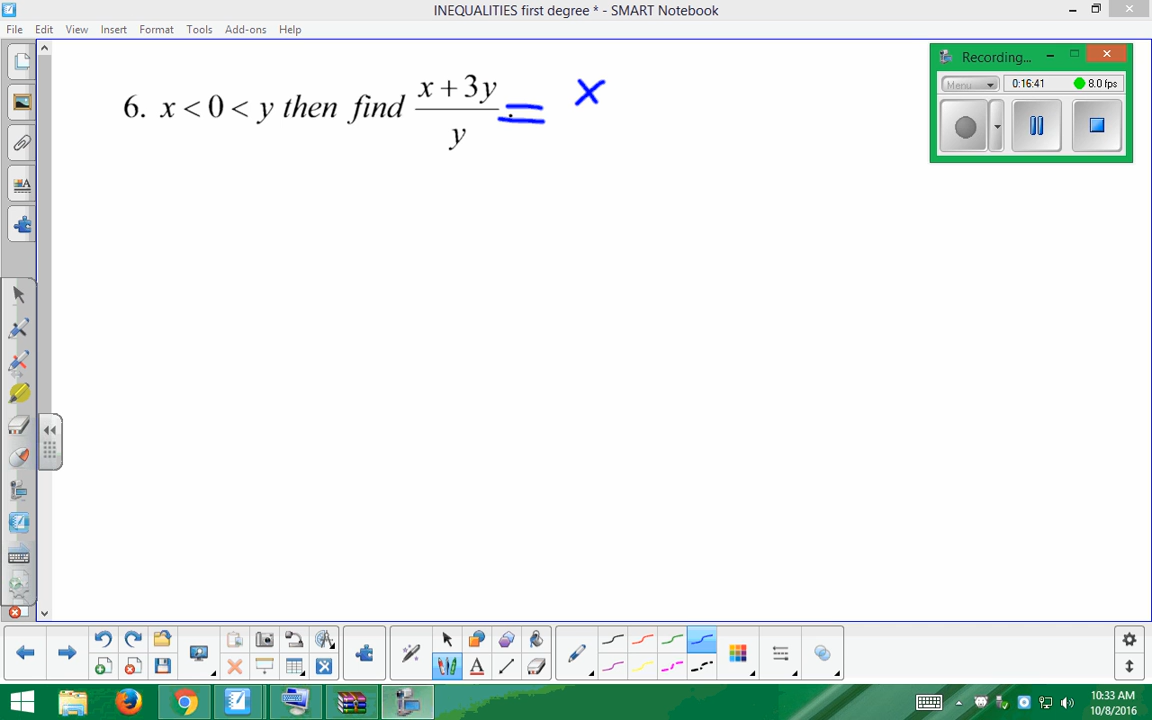 INEQUALITIES first degree * - SMART Notebook
File Edit View Insert Format Tools Add-ons Help
Recording...
Menu 0:16:41 8.0 fps
6. x < 0 < y then find \frac{x + 3y}{y} . = x
10:33 AM
10/8/2016